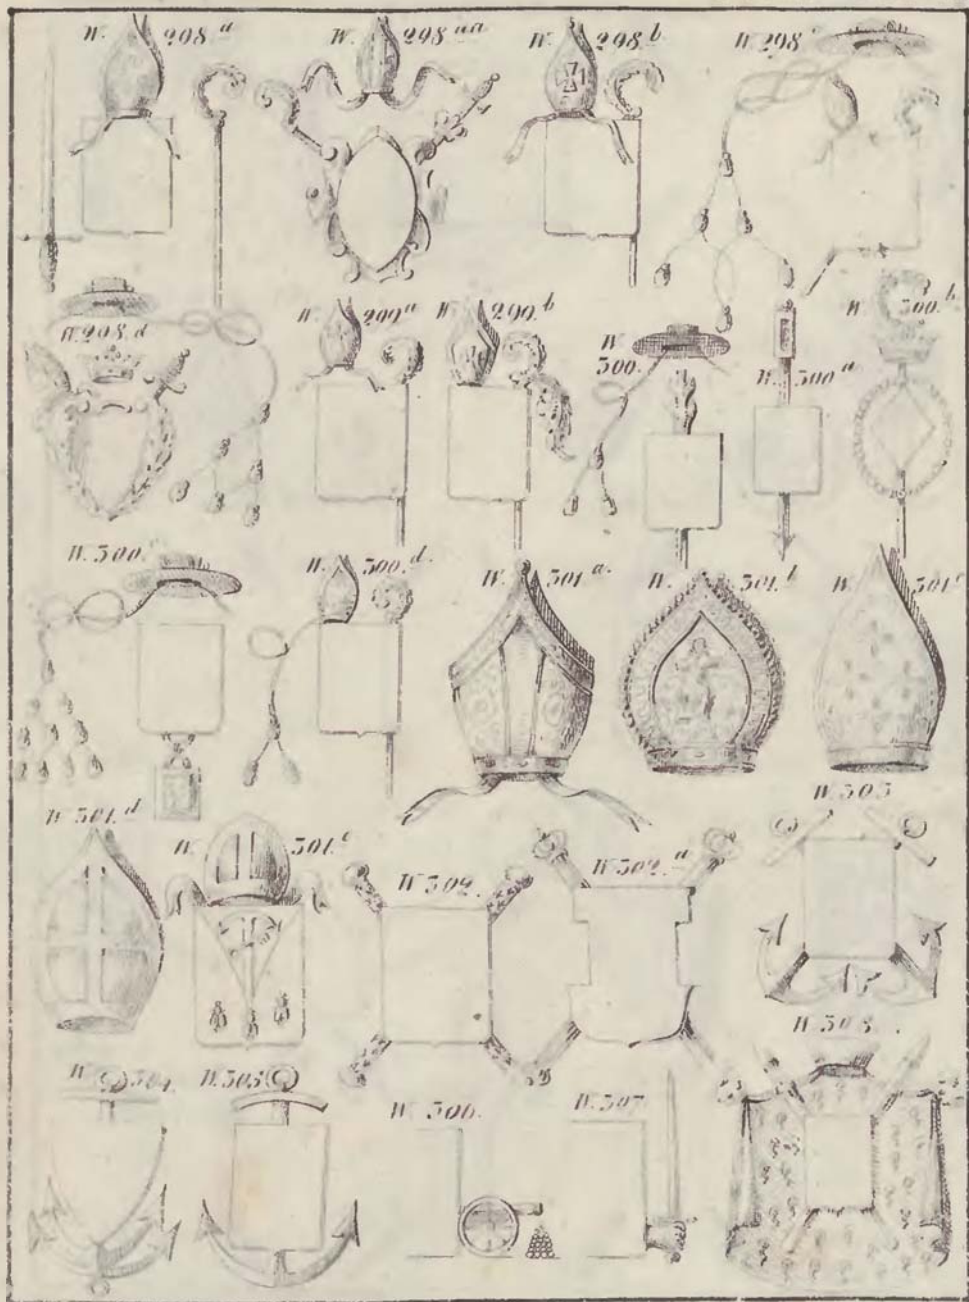 W. 298 a
W. 298 aa
W. 298 b
W 298 c
W. 298. d
W. 299 a
W. 299. b
W 300.
W. 300 a
W 300. b
W. 300.
W. 300. d.
W. 301 a.
W. 301. b
W. 301 c
W. 301. d
W. 301. e
W 302.
W 302. a
W 303
W 304.
W. 305
W. 306.
W. 307
W 308